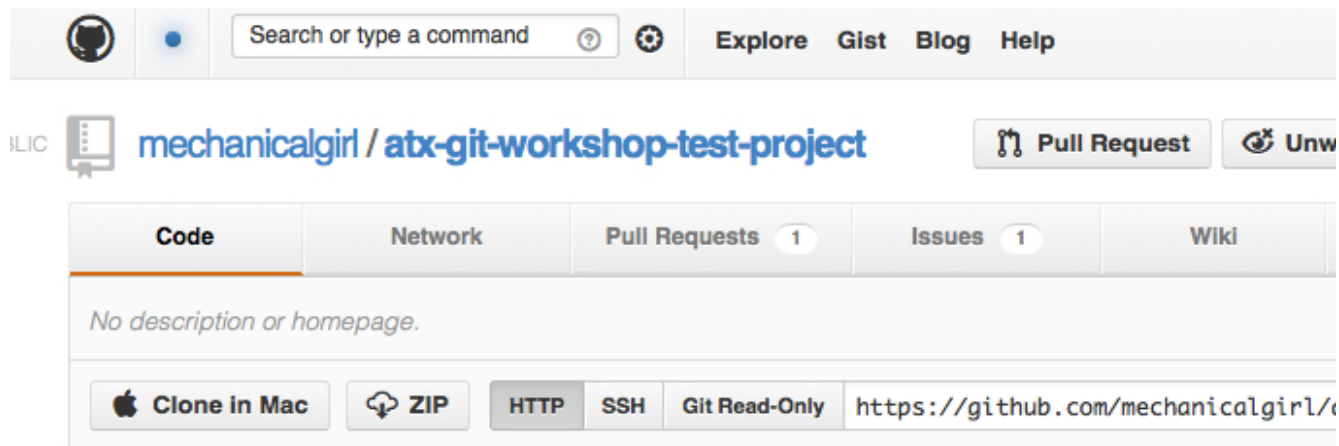 Search or type a command Explore Gist Blog Help
BLIC mechanicalgirl / atx-git-workshop-test-project Pull Request Unw
Code Network Pull Requests 1 Issues 1 Wiki
No description or homepage.
Clone in Mac ZIP HTTP SSH Git Read-Only https://github.com/mechanicalgirl/